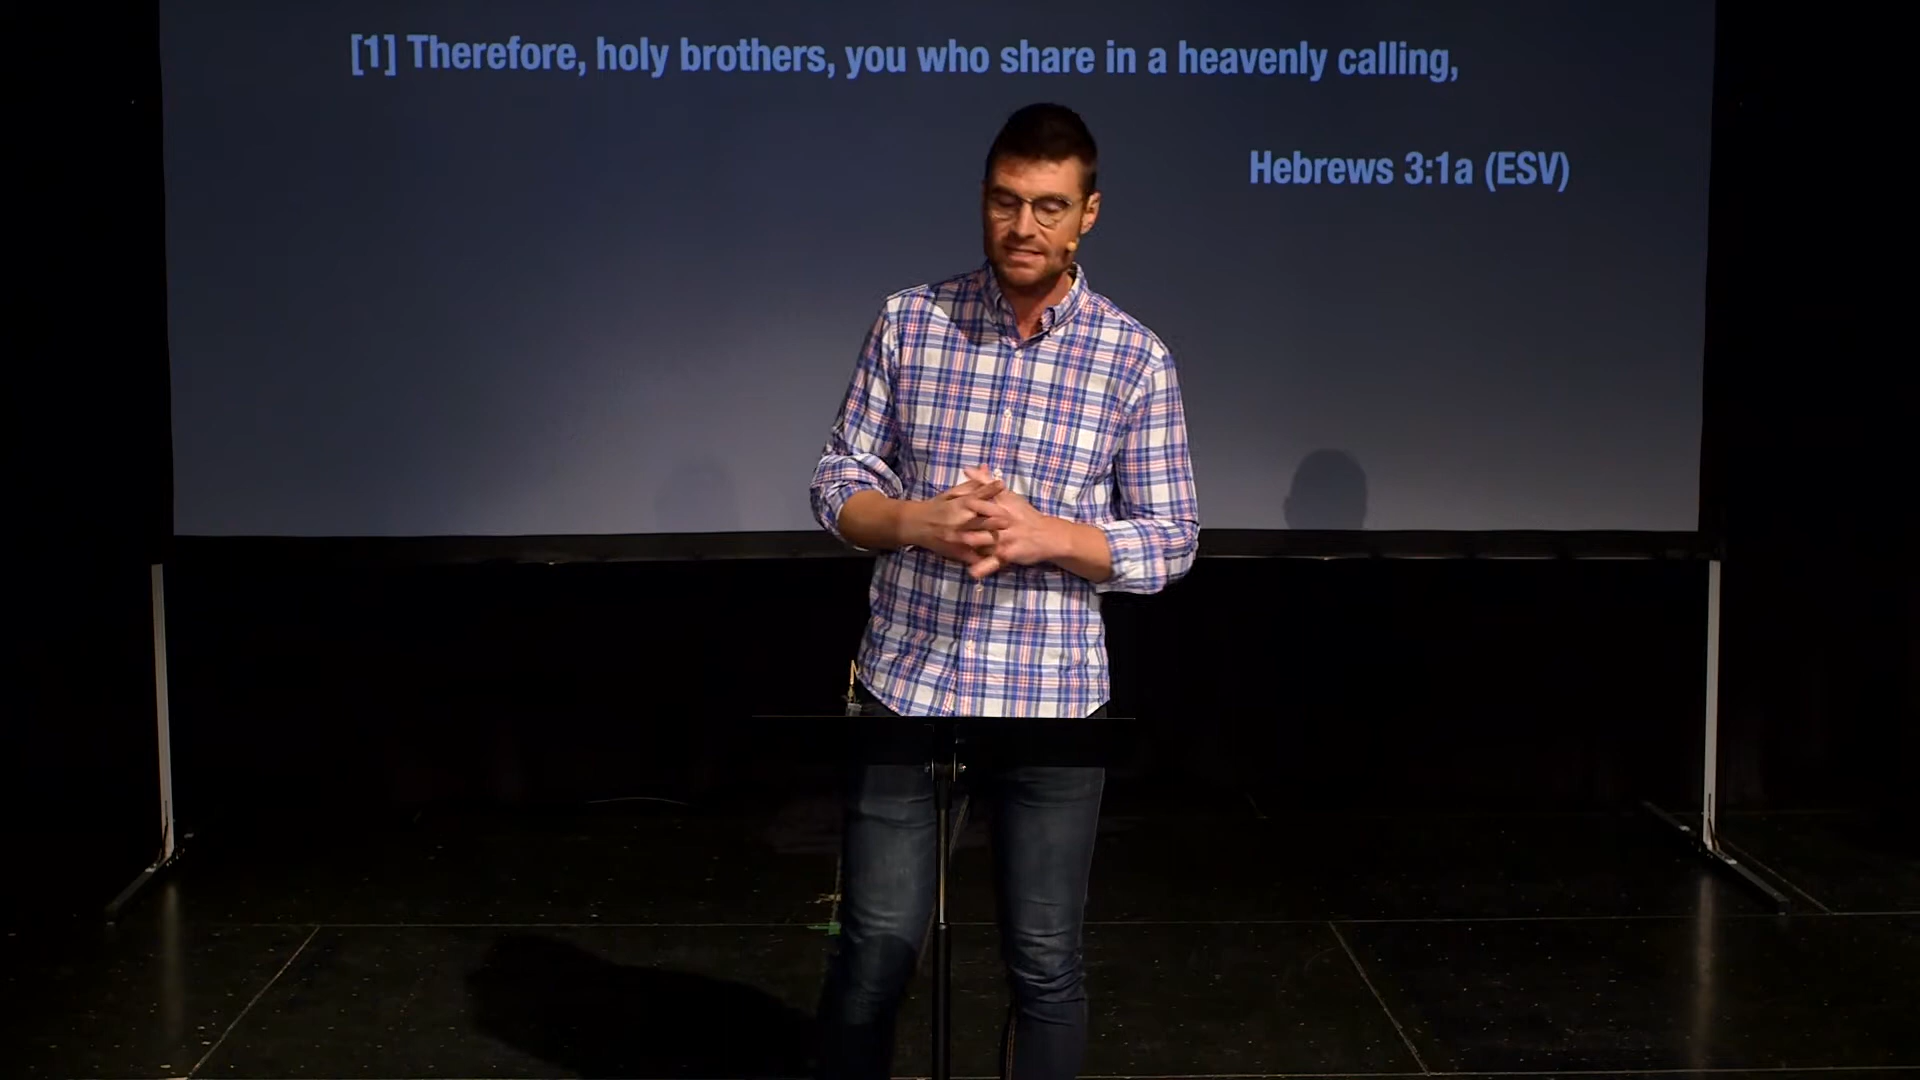 [1] Therefore, holy brothers, you who share in a heavenly calling,
Hebrews 3:1a (ESV)